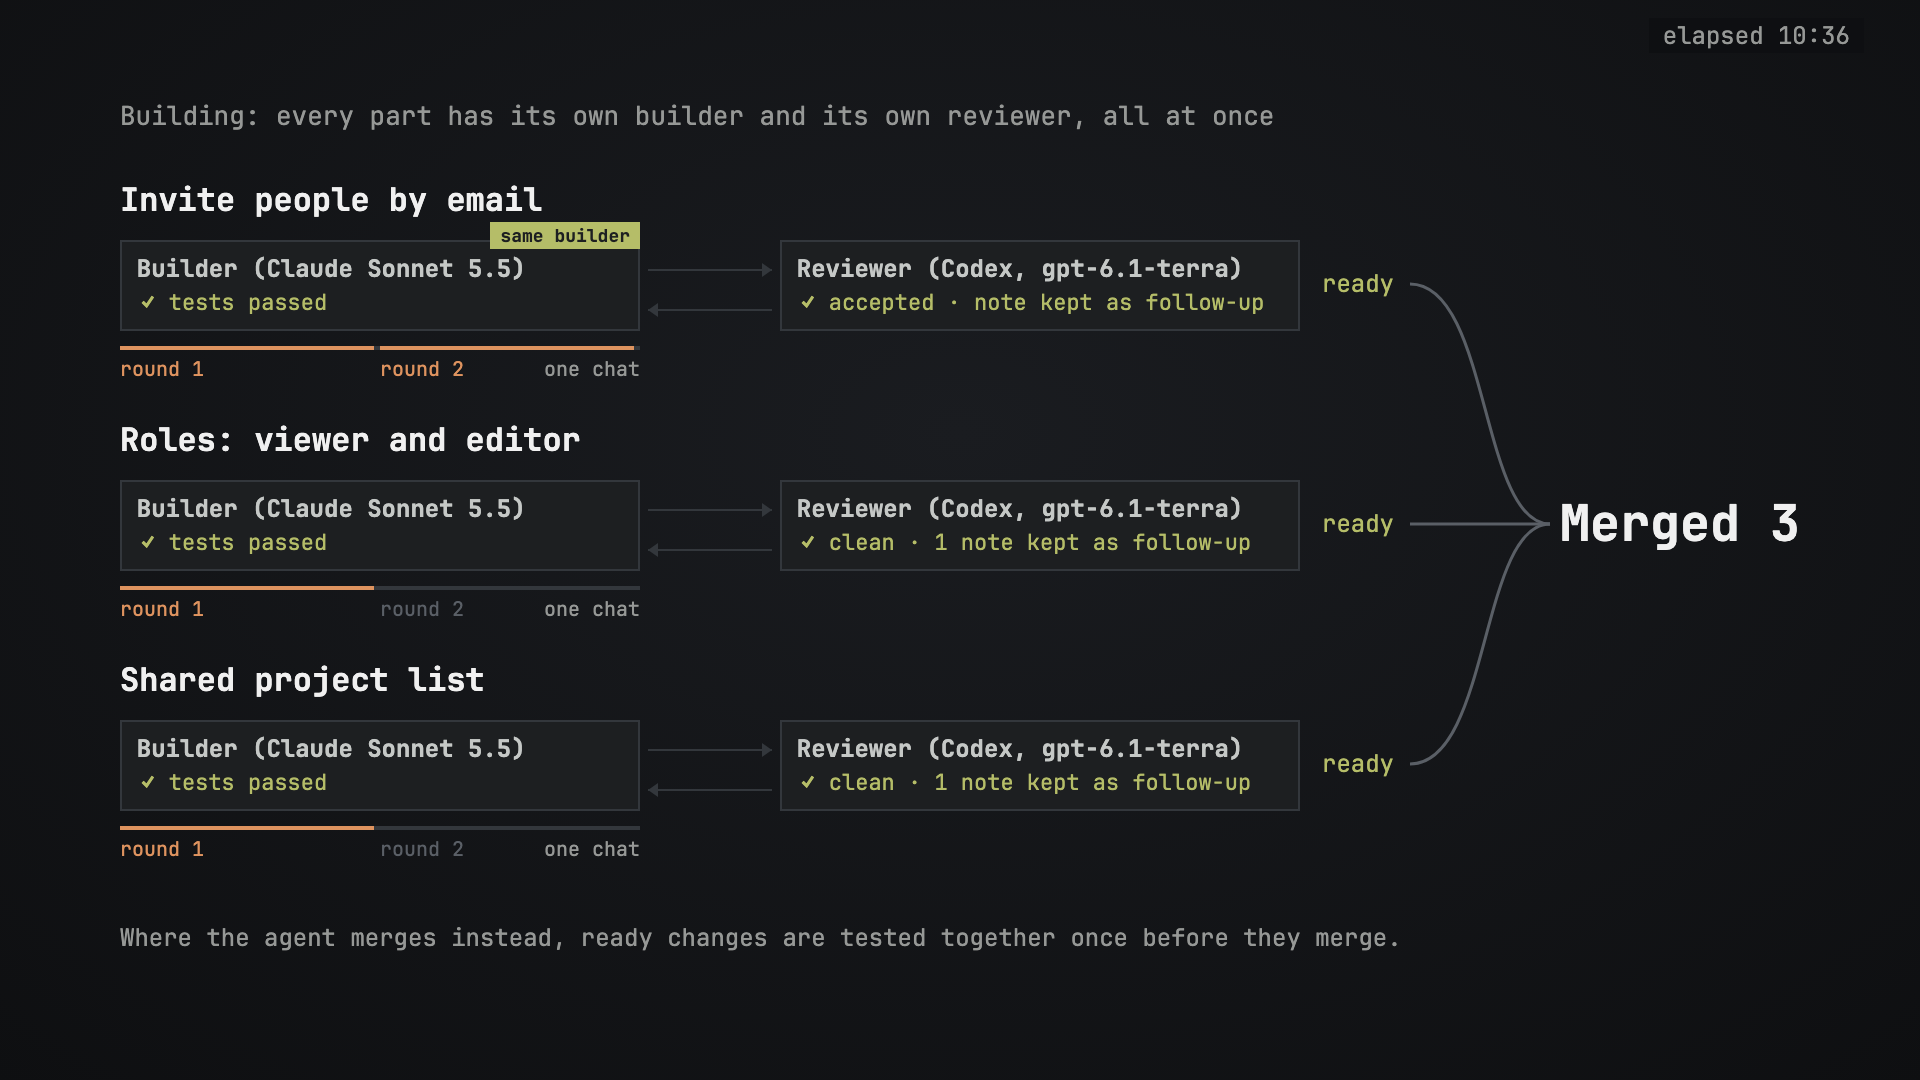 elapsed 10:36
Building: every part has its own builder and its own reviewer, all at once
Invite people by email
same builder
Builder (Claude Sonnet 5.5)
✓ tests passed
Reviewer (Codex, gpt-6.1-terra)
✓ accepted · note kept as follow-up
ready
round 1
round 2
one chat
Roles: viewer and editor
Builder (Claude Sonnet 5.5)
✓ tests passed
Reviewer (Codex, gpt-6.1-terra)
✓ clean · 1 note kept as follow-up
ready
Merged 3
round 1
round 2
one chat
Shared project list
Builder (Claude Sonnet 5.5)
✓ tests passed
Reviewer (Codex, gpt-6.1-terra)
✓ clean · 1 note kept as follow-up
ready
round 1
round 2
one chat
Where the agent merges instead, ready changes are tested together once before they merge.